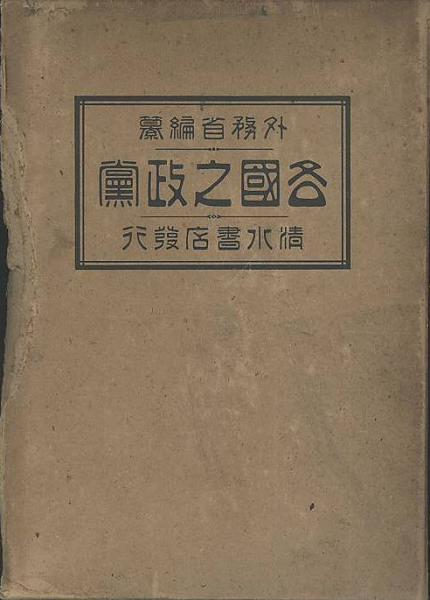 外務省編纂
各國之政黨
清水書店發行